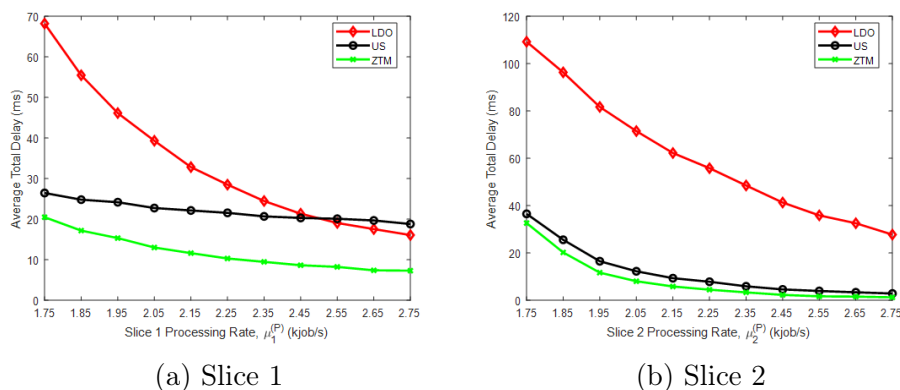 70
60
50
40
30
20
10
0
Average Total Delay (ms)
LDO
US
ZTM
1.75 1.85 1.95 2.05 2.15 2.25 2.35 2.45 2.55 2.65 2.75
Slice 1 Processing Rate, μ₁⁽ᴾ⁾ (kjob/s)
(a) Slice 1
120
100
80
60
40
20
0
Average Total Delay (ms)
LDO
US
ZTM
1.75 1.85 1.95 2.05 2.15 2.25 2.35 2.45 2.55 2.65 2.75
Slice 2 Processing Rate, μ₂⁽ᴾ⁾ (kjob/s)
(b) Slice 2